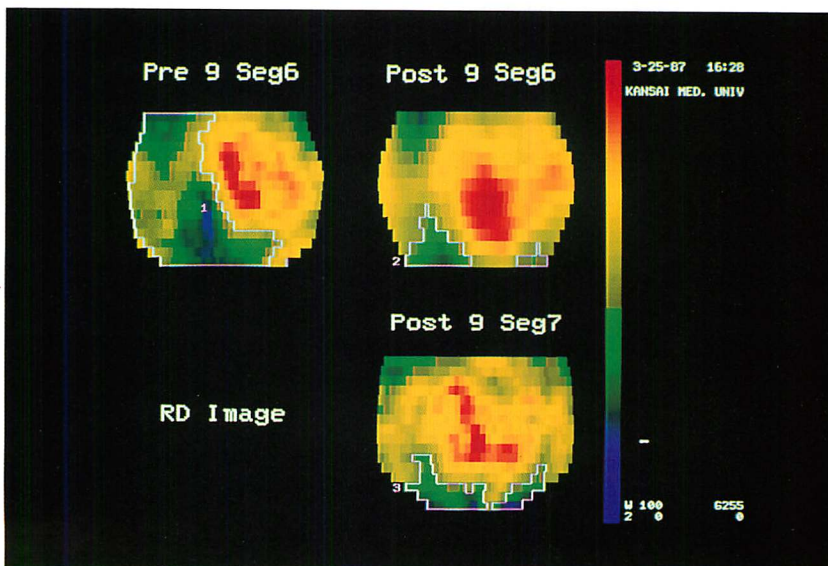 Pre 9 Seg6
Post 9 Seg6
3-25-87 16:28
KANSAI MED. UNIV
1
2
Post 9 Seg7
RD Image
3
W 100 6255
2 0 0